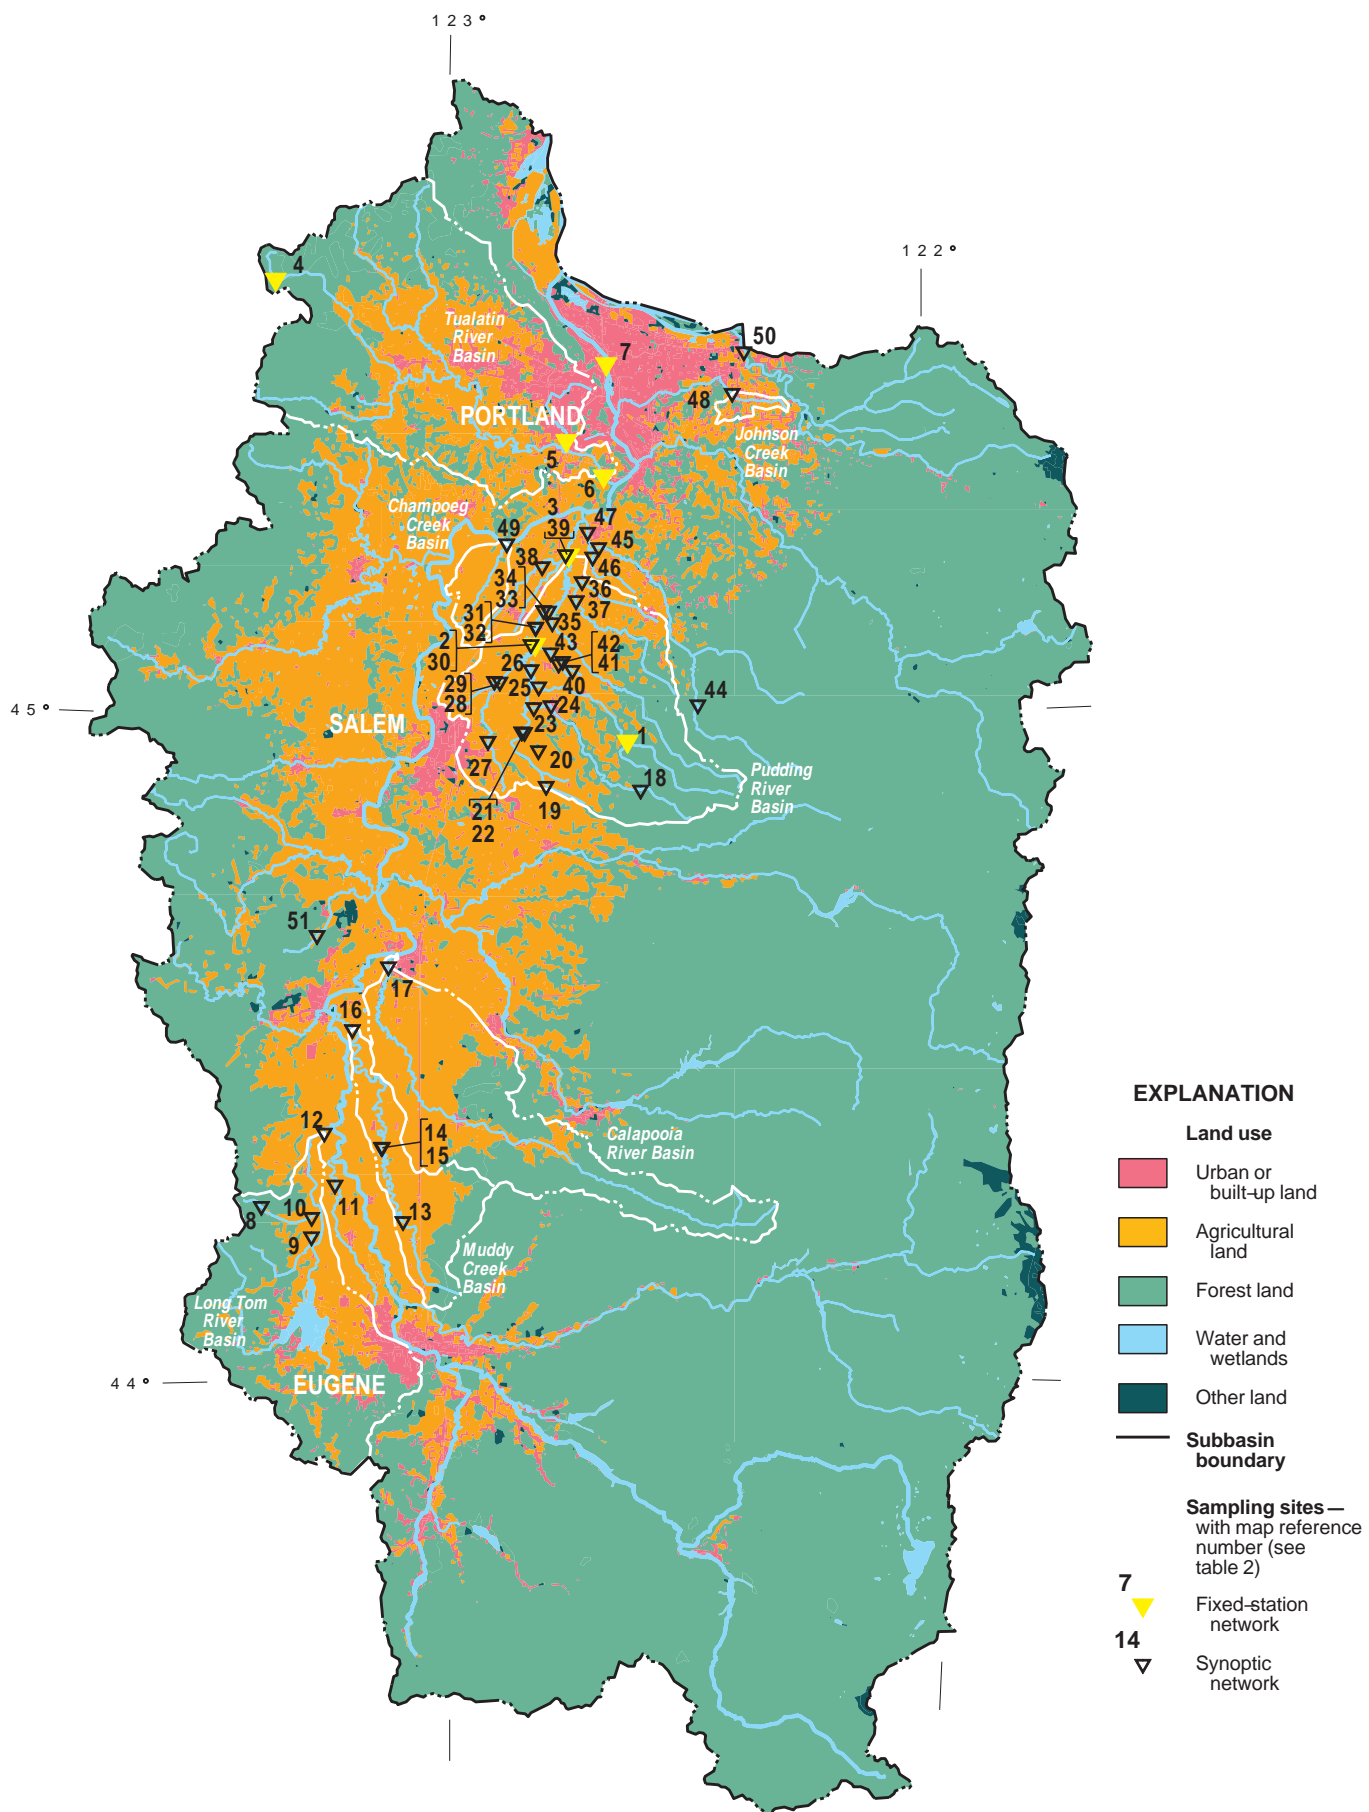 123°
122°
4
Tualatin
River
Basin
7
50
48
PORTLAND
Johnson
Creek
Basin
5
6
Champoeg
Creek
Basin
3
39
47
49
45
38
46
34
33
36
37
31
32
35
2
30
43
42
41
26
29
28
25
40
24
44
45°
SALEM
23
1
27
20
18
Pudding
River
Basin
21
22
19
51
17
16
12
14
15
Calapooia
River Basin
8
10
11
13
9
Muddy
Creek
Basin
Long Tom
River
Basin
44°
EUGENE
EXPLANATION
Land use
Urban or
built-up land
Agricultural
land
Forest land
Water and
wetlands
Other land
Subbasin
boundary
Sampling sites—
with map reference
number (see
table 2)
7
Fixed-station
network
14
Synoptic
network